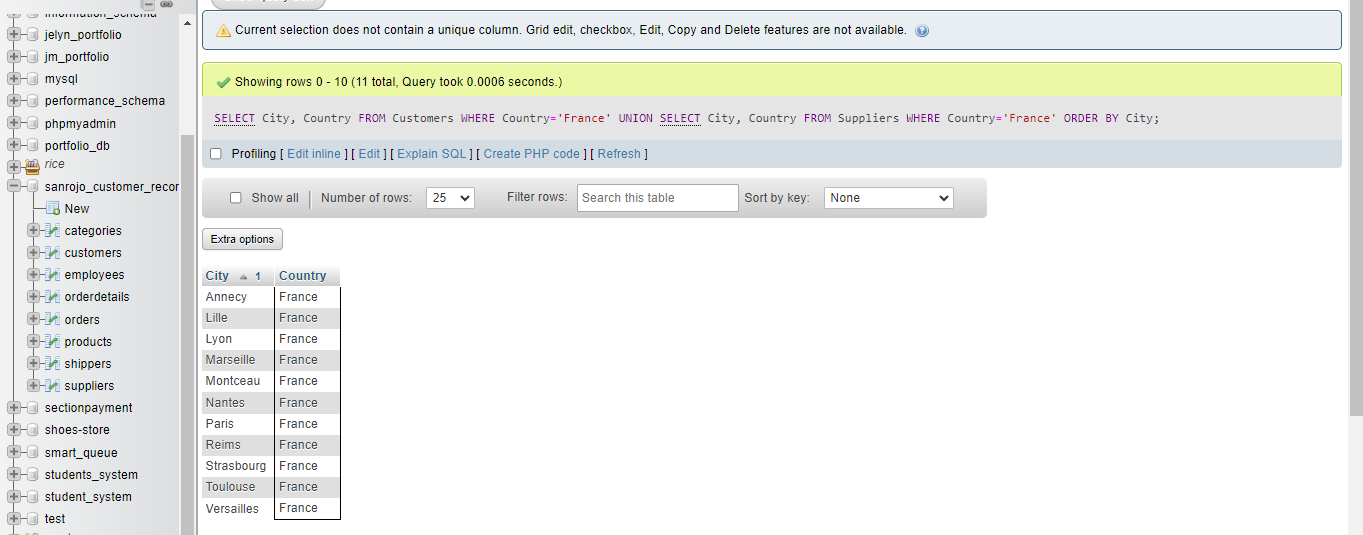 information_schema
jelyn_portfolio
jm_portfolio
mysql
performance_schema
phpmyadmin
portfolio_db
rice
sanrojo_customer_recor
New
categories
customers
employees
orderdetails
orders
products
shippers
suppliers
sectionpayment
shoes-store
smart_queue
students_system
student_system
test
Current selection does not contain a unique column. Grid edit, checkbox, Edit, Copy and Delete features are not available.
Showing rows 0 - 10 (11 total, Query took 0.0006 seconds.)
SELECT City, Country FROM Customers WHERE Country='France' UNION SELECT City, Country FROM Suppliers WHERE Country='France' ORDER BY City;
Profiling [ Edit inline ] [ Edit ] [ Explain SQL ] [ Create PHP code ] [ Refresh ]
Show all Number of rows: 25 Filter rows: Search this table Sort by key: None
Extra options
City 1 Country
Annecy France
Lille France
Lyon France
Marseille France
Montceau France
Nantes France
Paris France
Reims France
Strasbourg France
Toulouse France
Versailles France